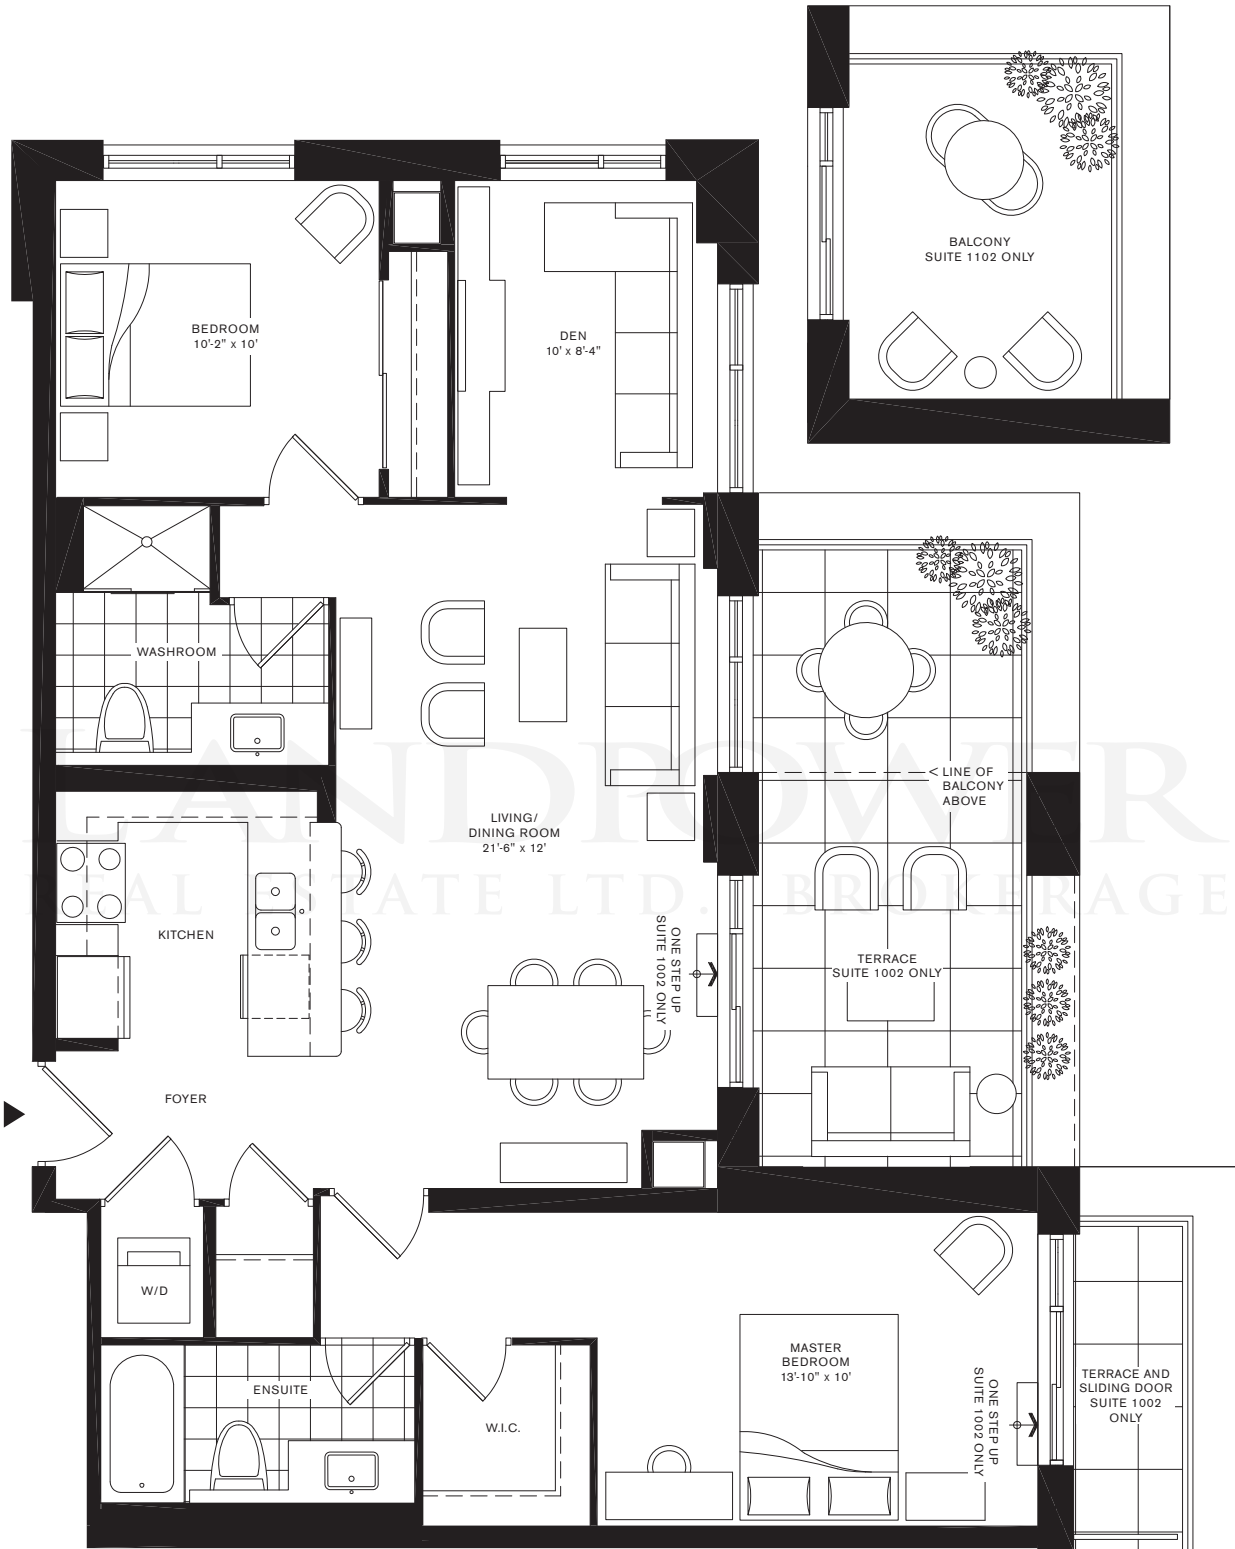 BALCONY
SUITE 1102 ONLY
BEDROOM
10'-2" x 10'
DEN
10' x 8'-4"
WASHROOM
< LINE OF
BALCONY
ABOVE
LANDPOWER
REAL ESTATE LTD. BROKERAGE
LIVING/
DINING ROOM
21'-6" x 12'
KITCHEN
ONE STEP UP
SUITE 1002 ONLY
TERRACE
SUITE 1002 ONLY
FOYER
W/D
ENSUITE
W.I.C.
MASTER
BEDROOM
13'-10" x 10'
ONE STEP UP
SUITE 1002 ONLY
TERRACE AND
SLIDING DOOR
SUITE 1002
ONLY